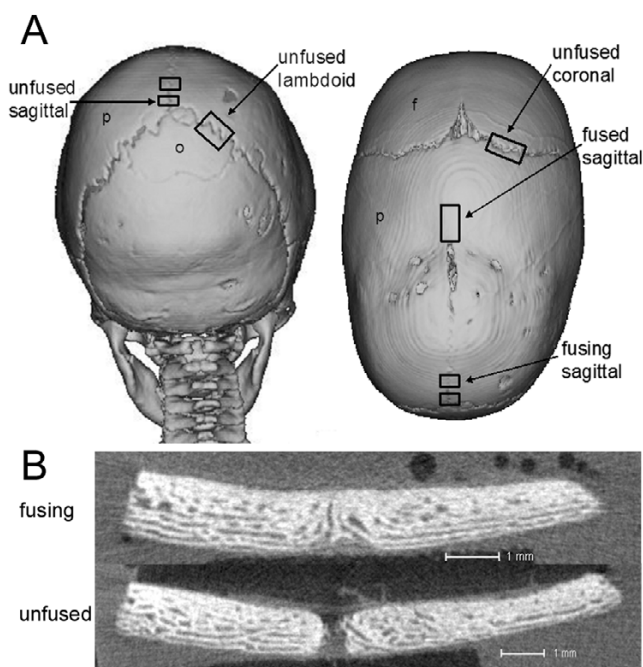 A
unfused
sagittal
unfused
lambdoid
p
o
unfused
coronal
fused
sagittal
f
p
fusing
sagittal
B
fusing
1 mm
unfused
1 mm